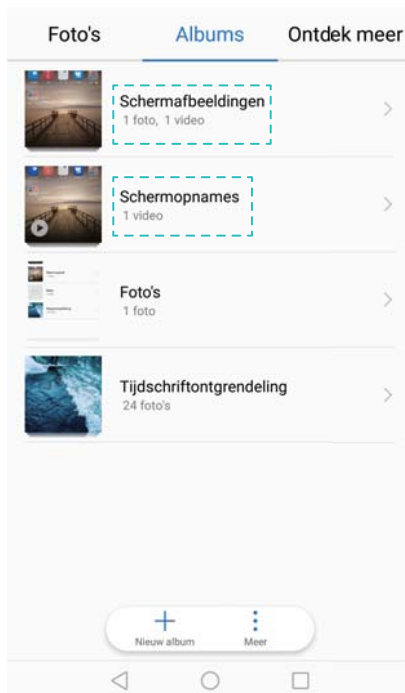 Foto's Albums Ontdek meer
Schermafbeeldingen
1 foto, 1 video
Schermopnames
1 video
Foto's
1 foto
Tijdschriftontgrendeling
24 foto's
Nieuw album Meer